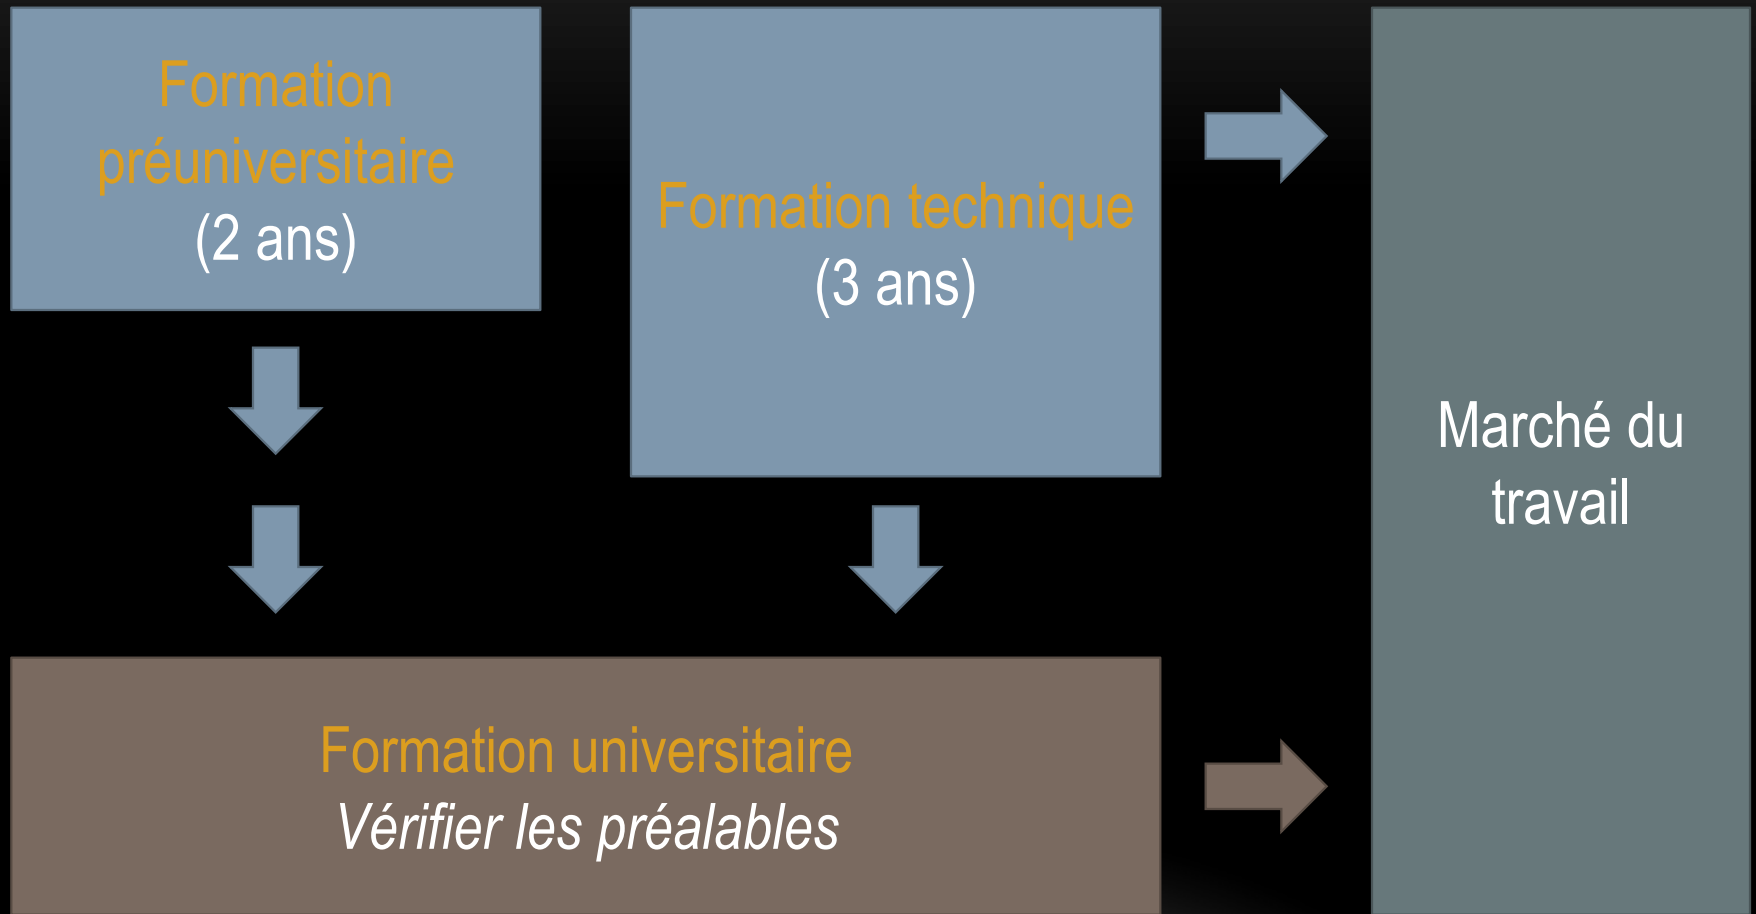 Formation
préuniversitaire
(2 ans)
Formation technique
(3 ans)
Marché du
travail
Formation universitaire
Vérifier les préalables